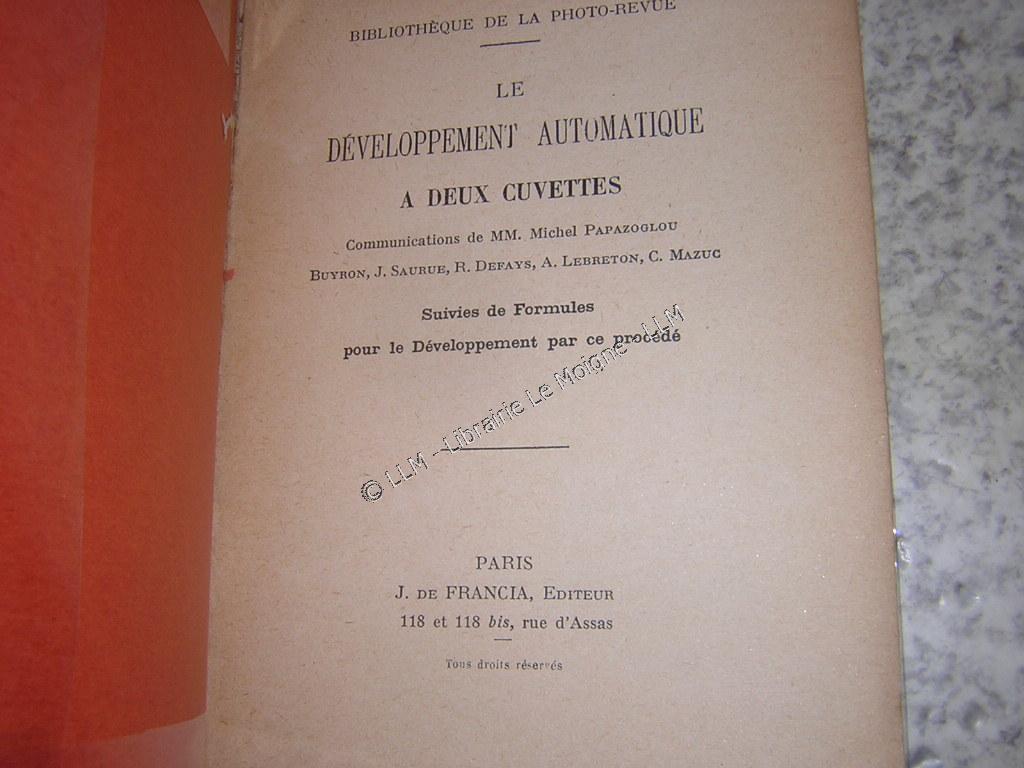 BIBLIOTHÈQUE DE LA PHOTO-REVUE
LE
DÉVELOPPEMENT AUTOMATIQUE
A DEUX CUVETTES
Communications de MM. Michel PAPAZOGLOU
BUYRON, J. SAURUE, R. DEFAYS, A. LEBRETON, C. MAZUC
Suivies de Formules
pour le Développement par ce procédé
© LLM - Librairie Le Moigne - LLM
PARIS
J. DE FRANCIA, EDITEUR
118 et 118 bis, rue d'Assas
Tous droits réservés